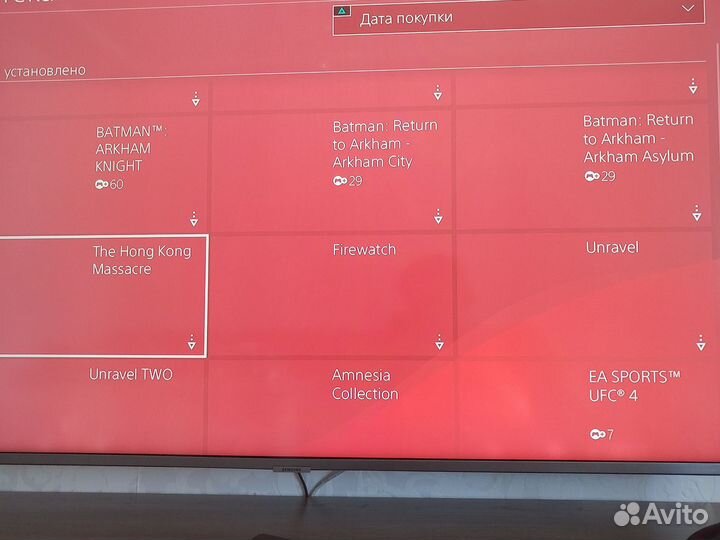 Дата покупки
установлено
BATMAN™:
ARKHAM
KNIGHT
60
Batman: Return
to Arkham -
Arkham City
29
Batman: Return
to Arkham -
Arkham Asylum
29
The Hong Kong
Massacre
Firewatch
Unravel
Unravel TWO
Amnesia
Collection
EA SPORTS™
UFC® 4
7
SAMSUNG
Avito